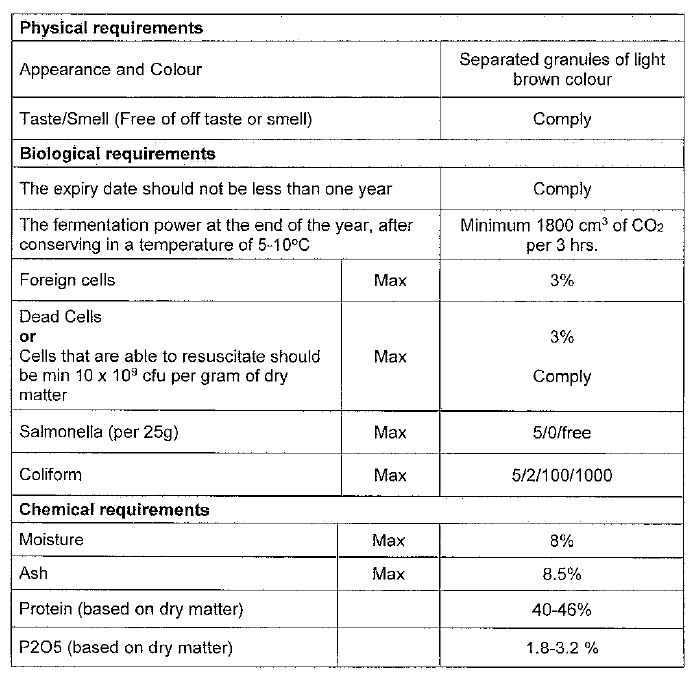 Physical requirements
Appearance and Colour
Separated granules of light
brown colour
Taste/Smell (Free of off taste or smell)
Comply
Biological requirements
The expiry date should not be less than one year
Comply
The fermentation power at the end of the year, after
conserving in a temperature of 5-10°C
Minimum 1800 cm³ of CO₂
per 3 hrs.
Foreign cells
Max
3%
Dead Cells
or
Cells that are able to resuscitate should
be min 10 x 10⁹ cfu per gram of dry
matter
Max
3%
Comply
Salmonella (per 25g)
Max
5/0/free
Coliform
Max
5/2/100/1000
Chemical requirements
Moisture
Max
8%
Ash
Max
8.5%
Protein (based on dry matter)
40-46%
P2O5 (based on dry matter)
1.8-3.2 %